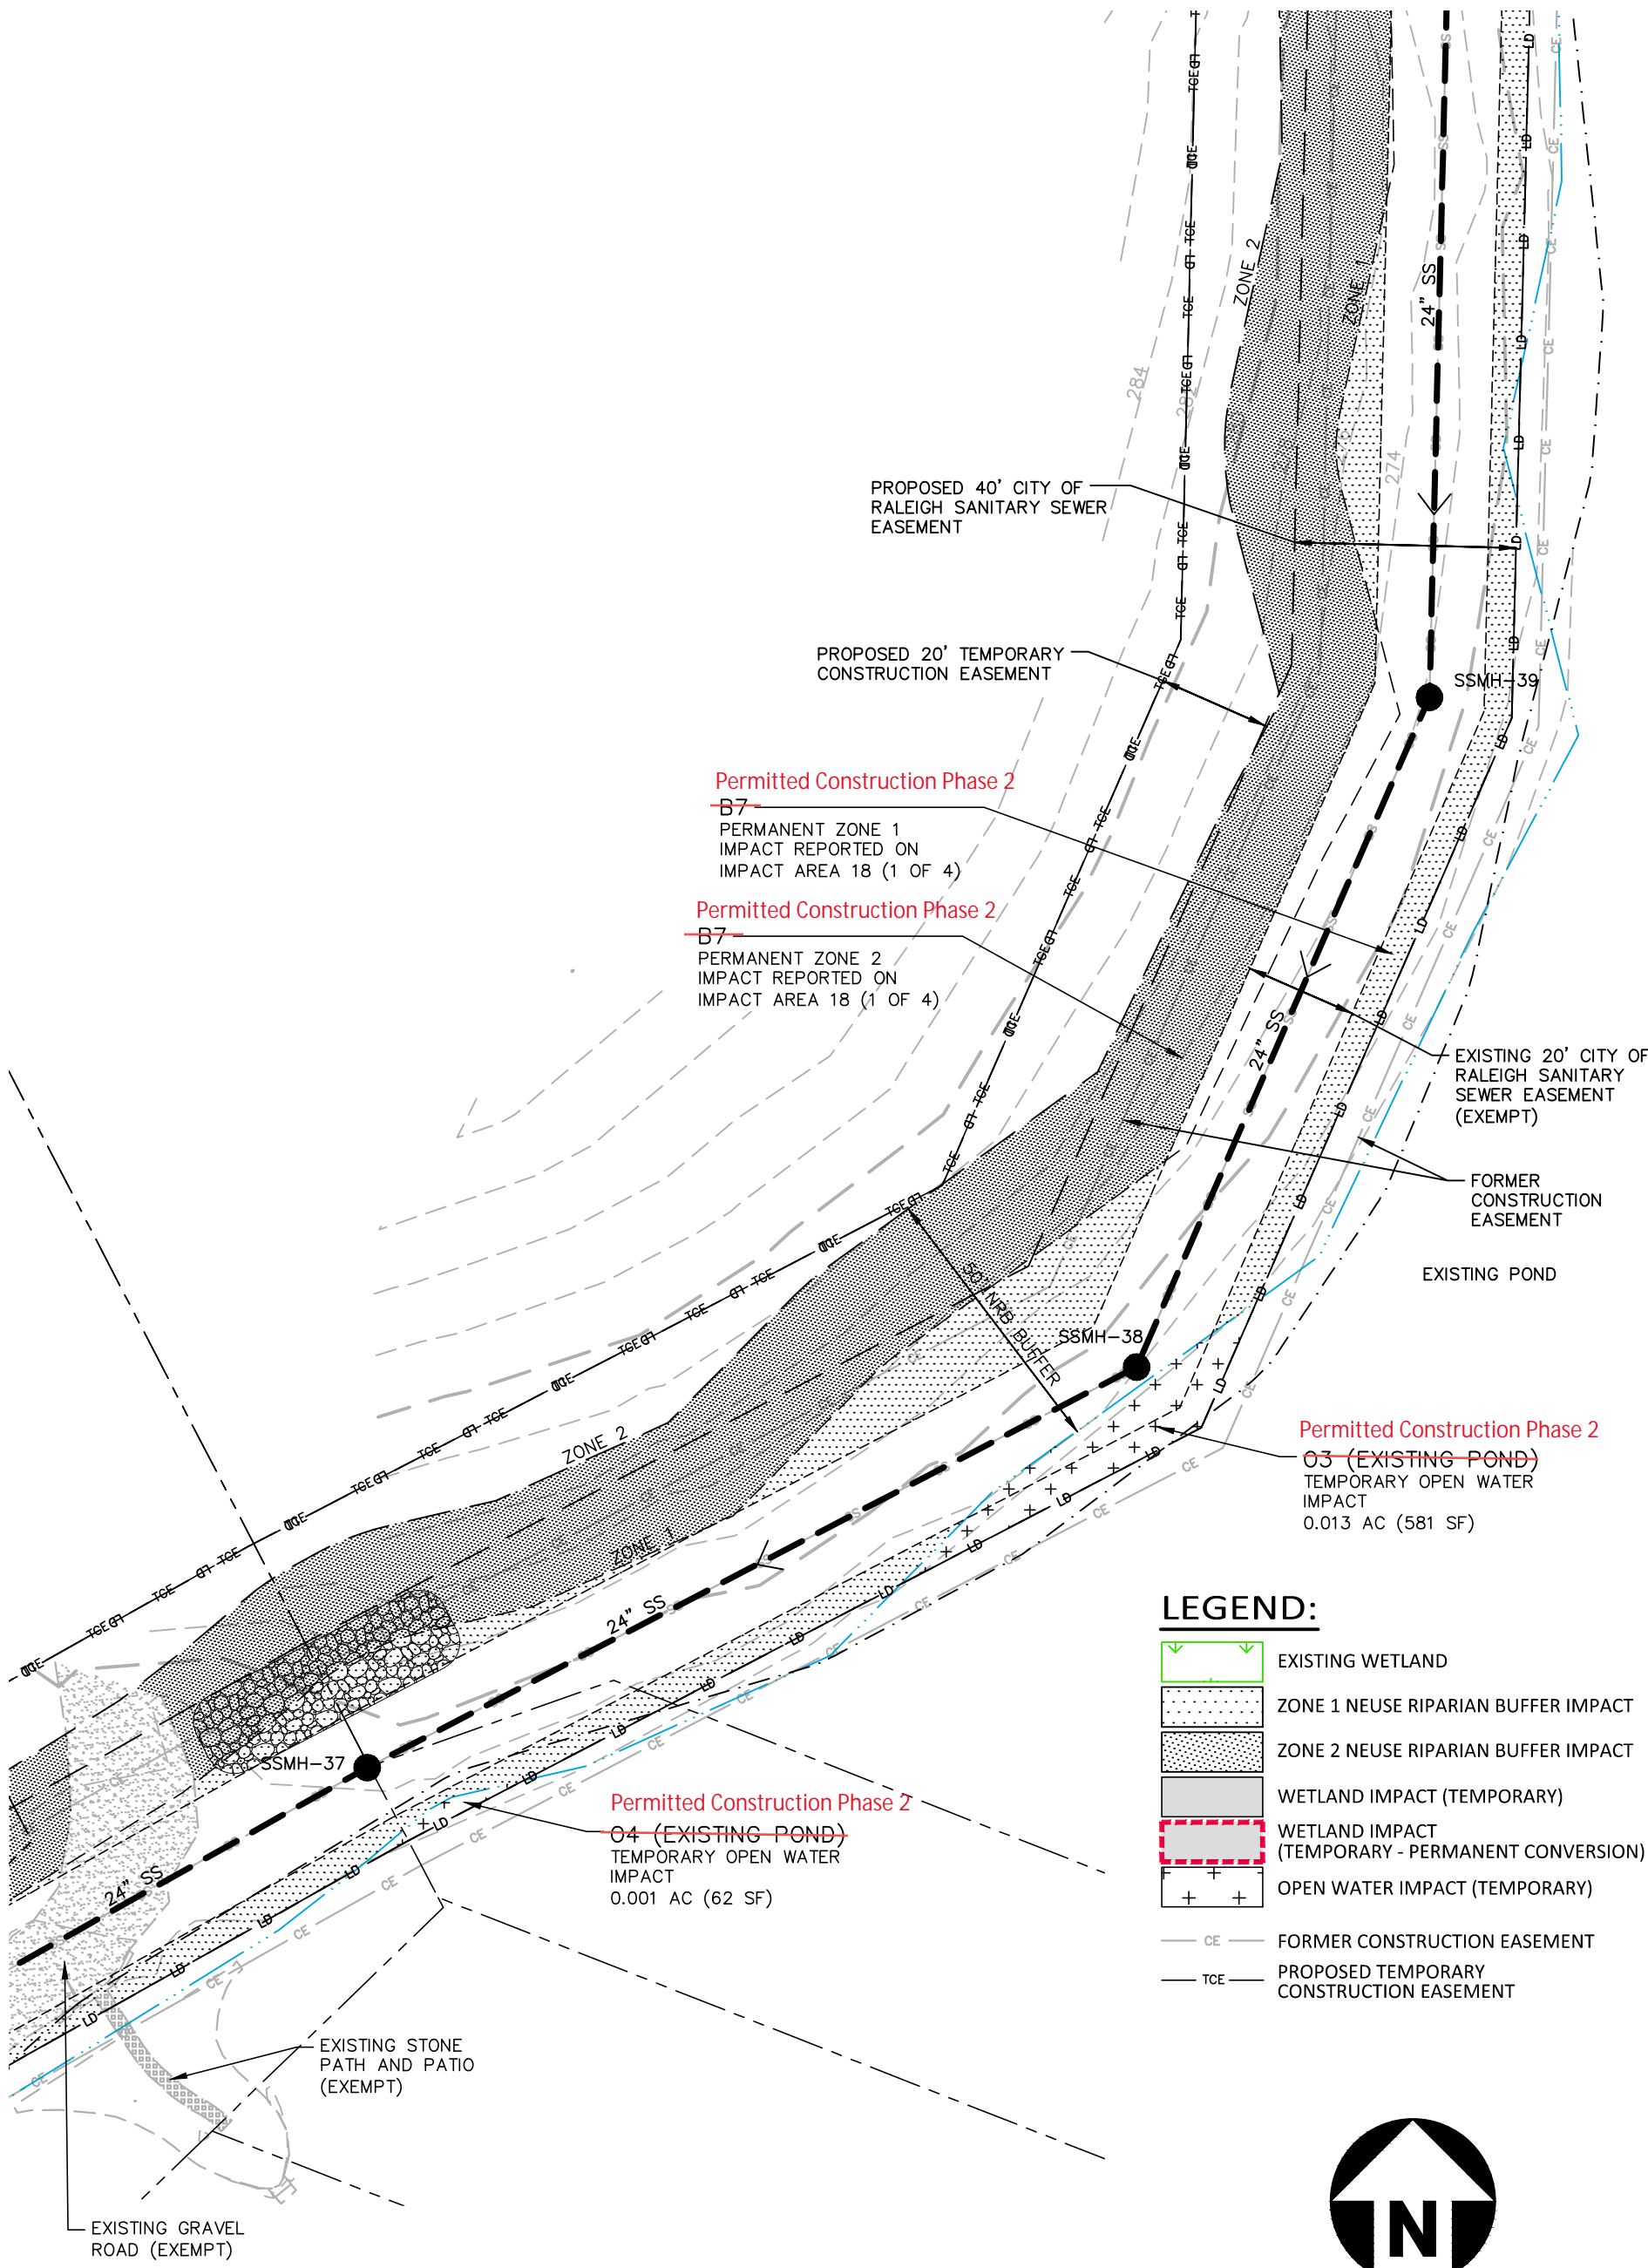 ZONE 2
ZONE 1
24" SS
284
282
276
274
PROPOSED 40' CITY OF
RALEIGH SANITARY SEWER
EASEMENT
PROPOSED 20' TEMPORARY
CONSTRUCTION EASEMENT
SSMH-39
Permitted Construction Phase 2
B7
PERMANENT ZONE 1
IMPACT REPORTED ON
IMPACT AREA 18 (1 OF 4)
Permitted Construction Phase 2
B7
PERMANENT ZONE 2
IMPACT REPORTED ON
IMPACT AREA 18 (1 OF 4)
24" SS
EXISTING 20' CITY OF
RALEIGH SANITARY
SEWER EASEMENT
(EXEMPT)
FORMER
CONSTRUCTION
EASEMENT
EXISTING POND
50' NRB BUFFER
SSMH-38
Permitted Construction Phase 2
03 (EXISTING POND)
TEMPORARY OPEN WATER
IMPACT
0.013 AC (581 SF)
ZONE 2
ZONE 1
24" SS
SSMH-37
Permitted Construction Phase 2
04 (EXISTING POND)
TEMPORARY OPEN WATER
IMPACT
0.001 AC (62 SF)
24" SS
EXISTING STONE
PATH AND PATIO
(EXEMPT)
EXISTING GRAVEL
ROAD (EXEMPT)
LEGEND:
EXISTING WETLAND
ZONE 1 NEUSE RIPARIAN BUFFER IMPACT
ZONE 2 NEUSE RIPARIAN BUFFER IMPACT
WETLAND IMPACT (TEMPORARY)
WETLAND IMPACT
(TEMPORARY - PERMANENT CONVERSION)
OPEN WATER IMPACT (TEMPORARY)
CE FORMER CONSTRUCTION EASEMENT
TCE PROPOSED TEMPORARY
CONSTRUCTION EASEMENT
N